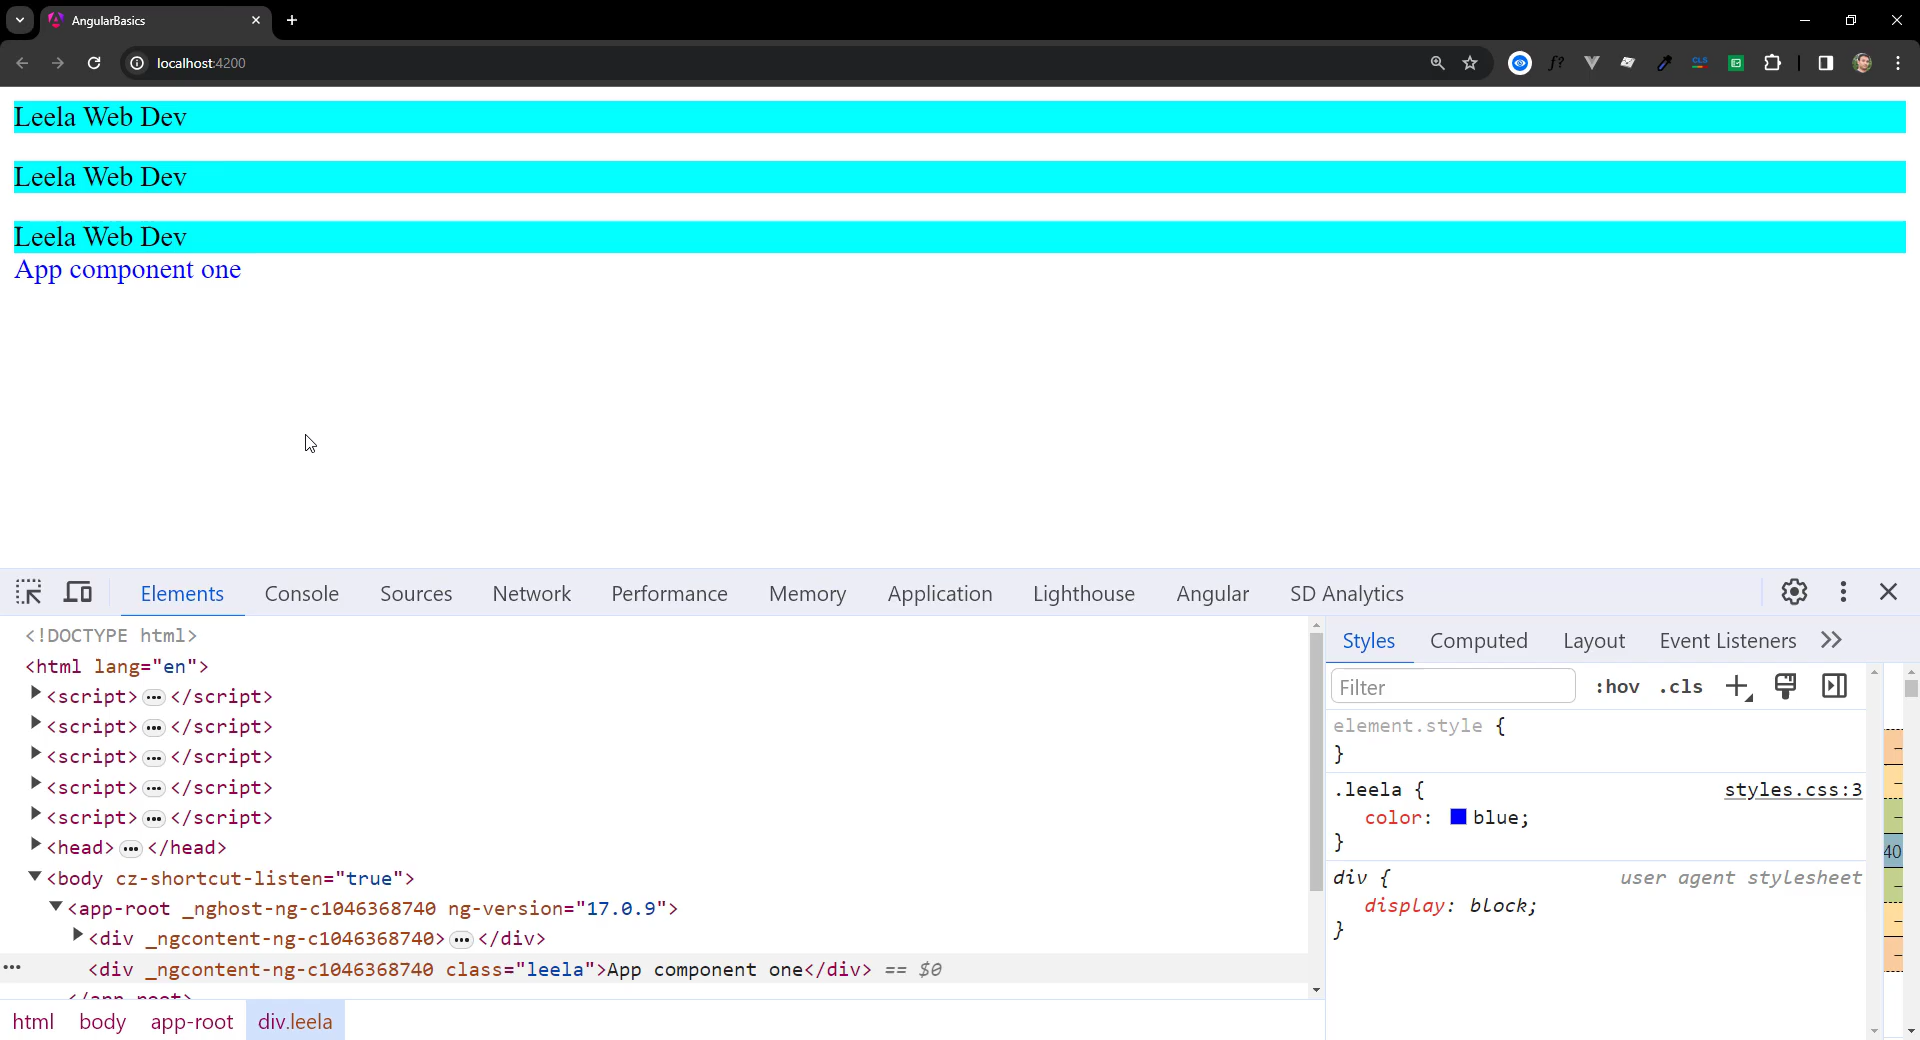 AngularBasics
localhost:4200
f?
CLS
Leela Web Dev
Leela Web Dev
Leela Web Dev
App component one
Elements Console Sources Network Performance Memory Application Lighthouse Angular SD Analytics
<!DOCTYPE html>
<html lang="en">
<script>…</script>
<script>…</script>
<script>…</script>
<script>…</script>
<script>…</script>
<head>…</head>
<body cz-shortcut-listen="true">
<app-root _nghost-ng-c1046368740 ng-version="17.0.9">
<div _ngcontent-ng-c1046368740>…</div>
<div _ngcontent-ng-c1046368740 class="leela">App component one</div> == $0
</app-root>
html body app-root div.leela
Styles Computed Layout Event Listeners
Filter :hov .cls
element.style {
}
.leela { styles.css:3
color: blue;
}
div { user agent stylesheet
display: block;
}
40